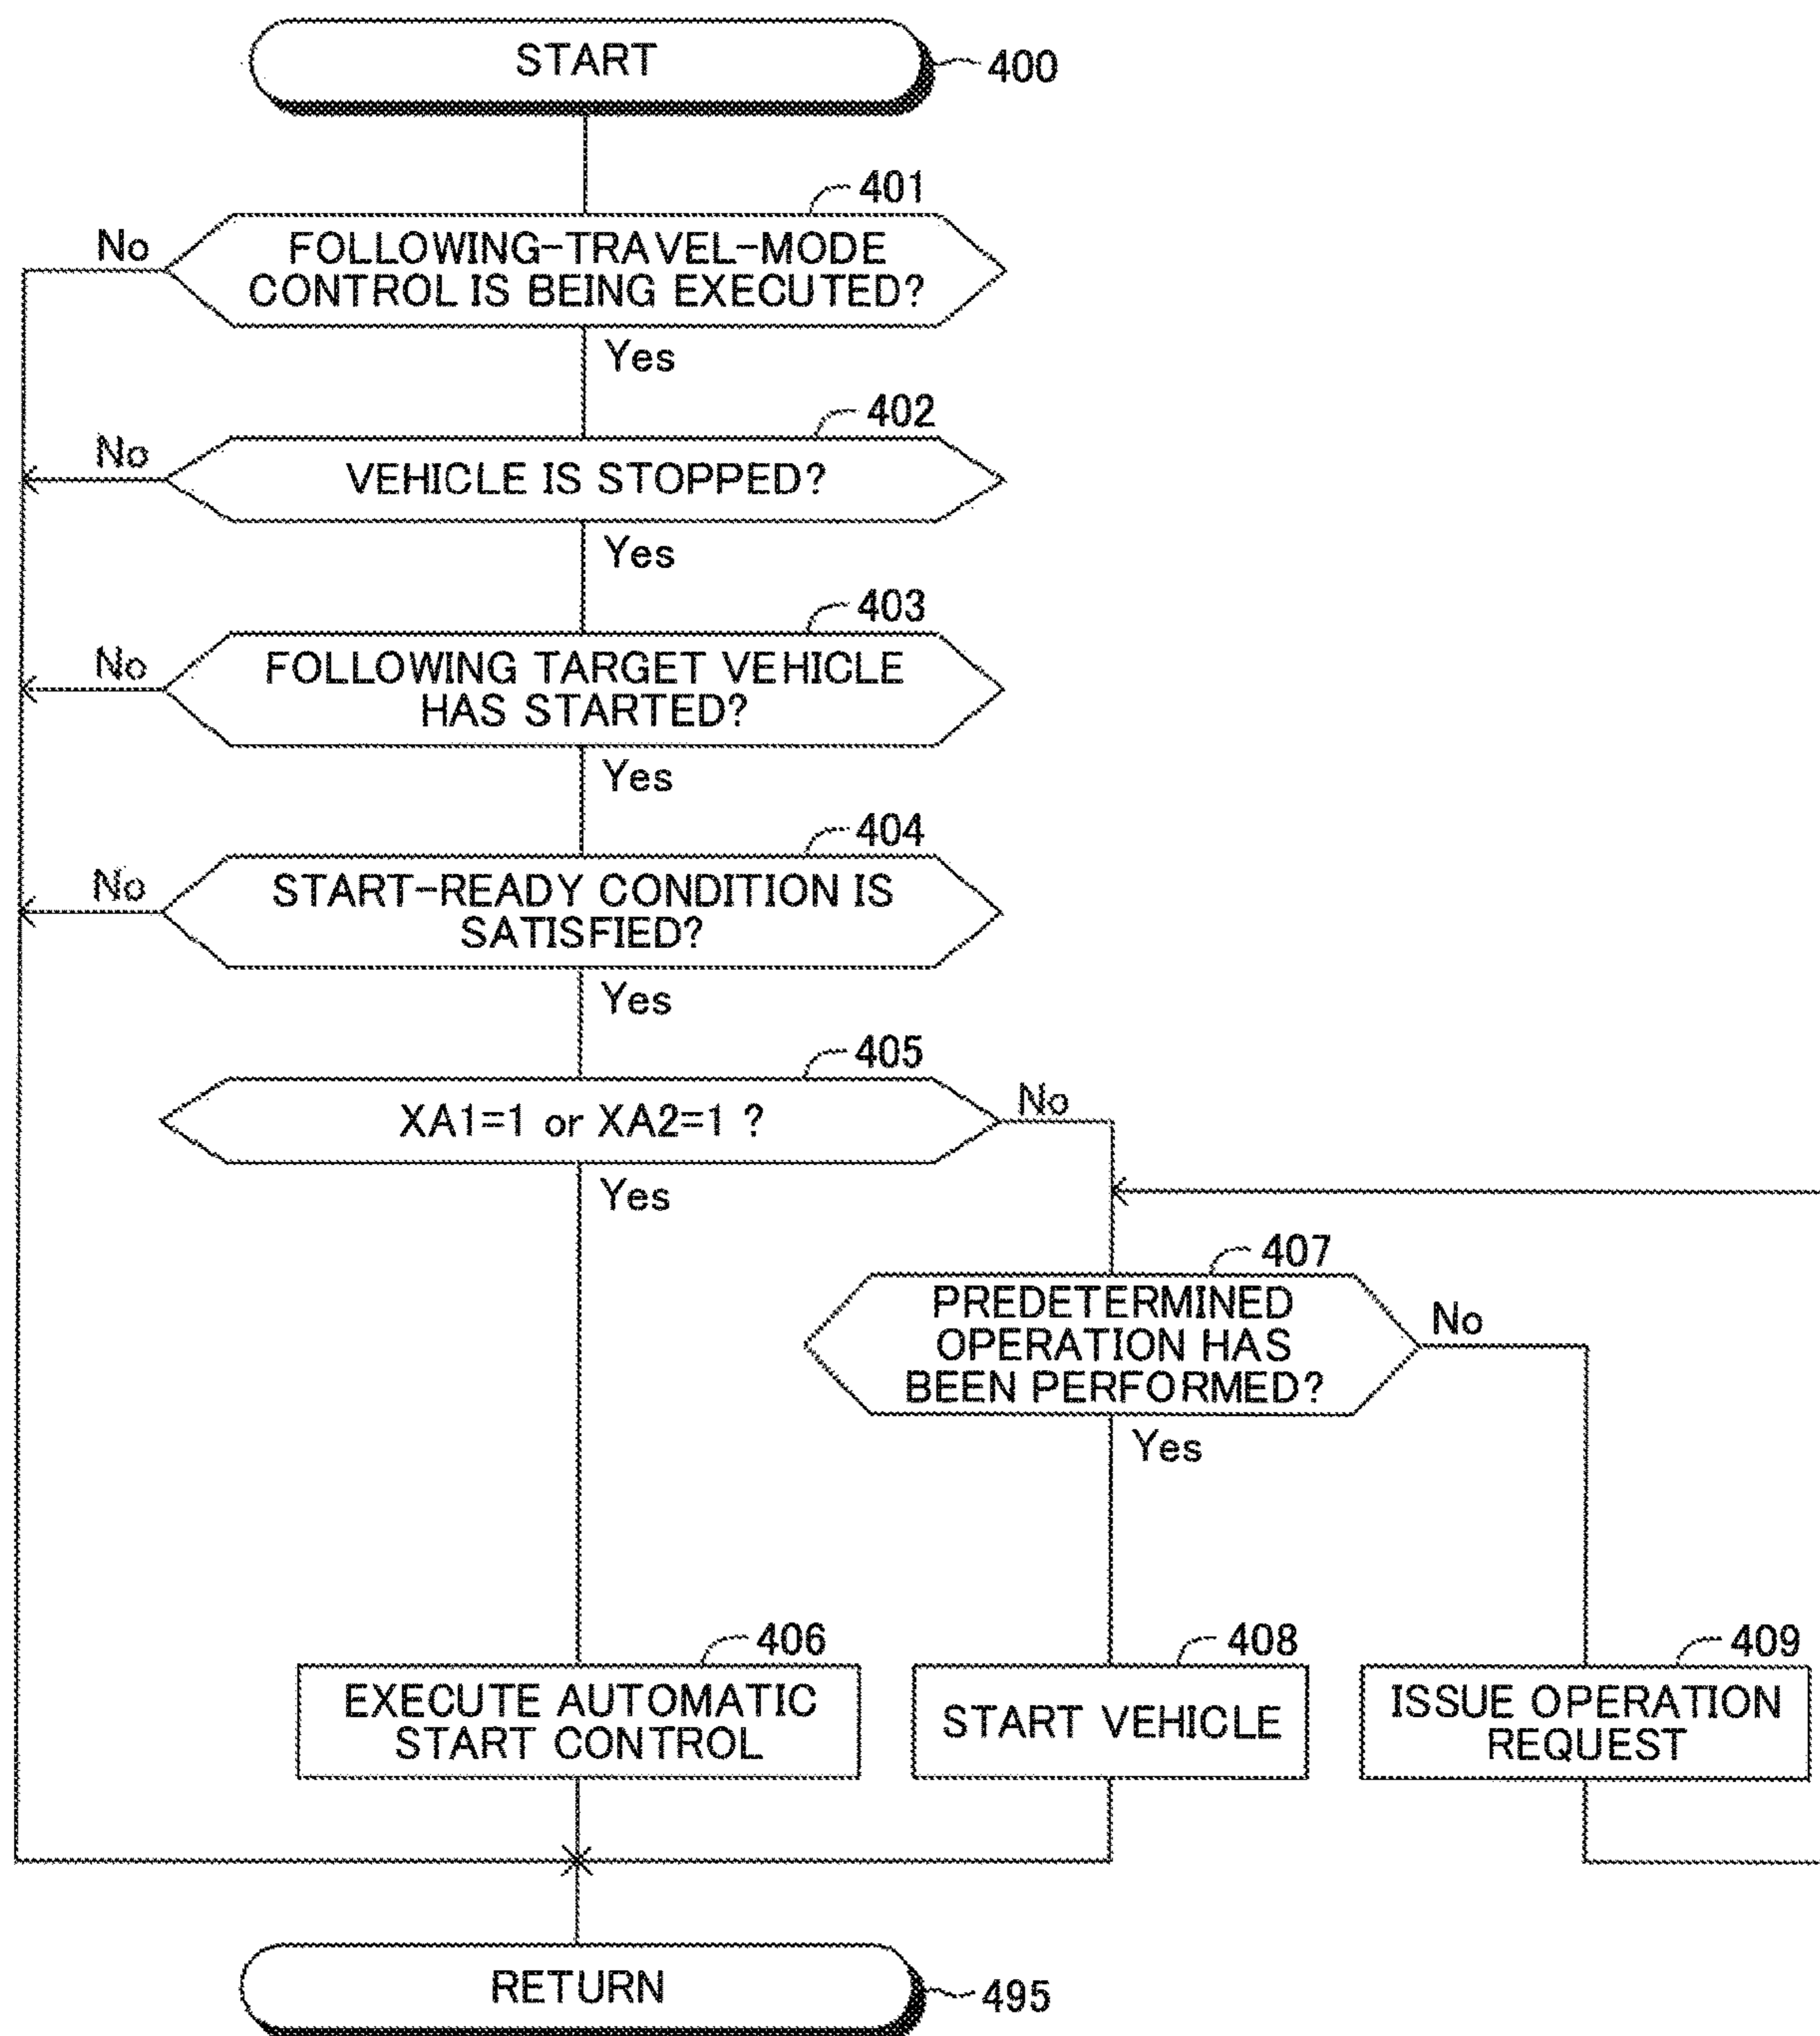 START
400
401
No
FOLLOWING-TRAVEL-MODE
CONTROL IS BEING EXECUTED?
Yes
402
No
VEHICLE IS STOPPED?
Yes
403
No
FOLLOWING TARGET VEHICLE
HAS STARTED?
Yes
404
No
START-READY CONDITION IS
SATISFIED?
Yes
405
XA1=1 or XA2=1 ?
No
Yes
407
PREDETERMINED
OPERATION HAS
BEEN PERFORMED?
No
Yes
406
EXECUTE AUTOMATIC
START CONTROL
408
START VEHICLE
409
ISSUE OPERATION
REQUEST
RETURN
495